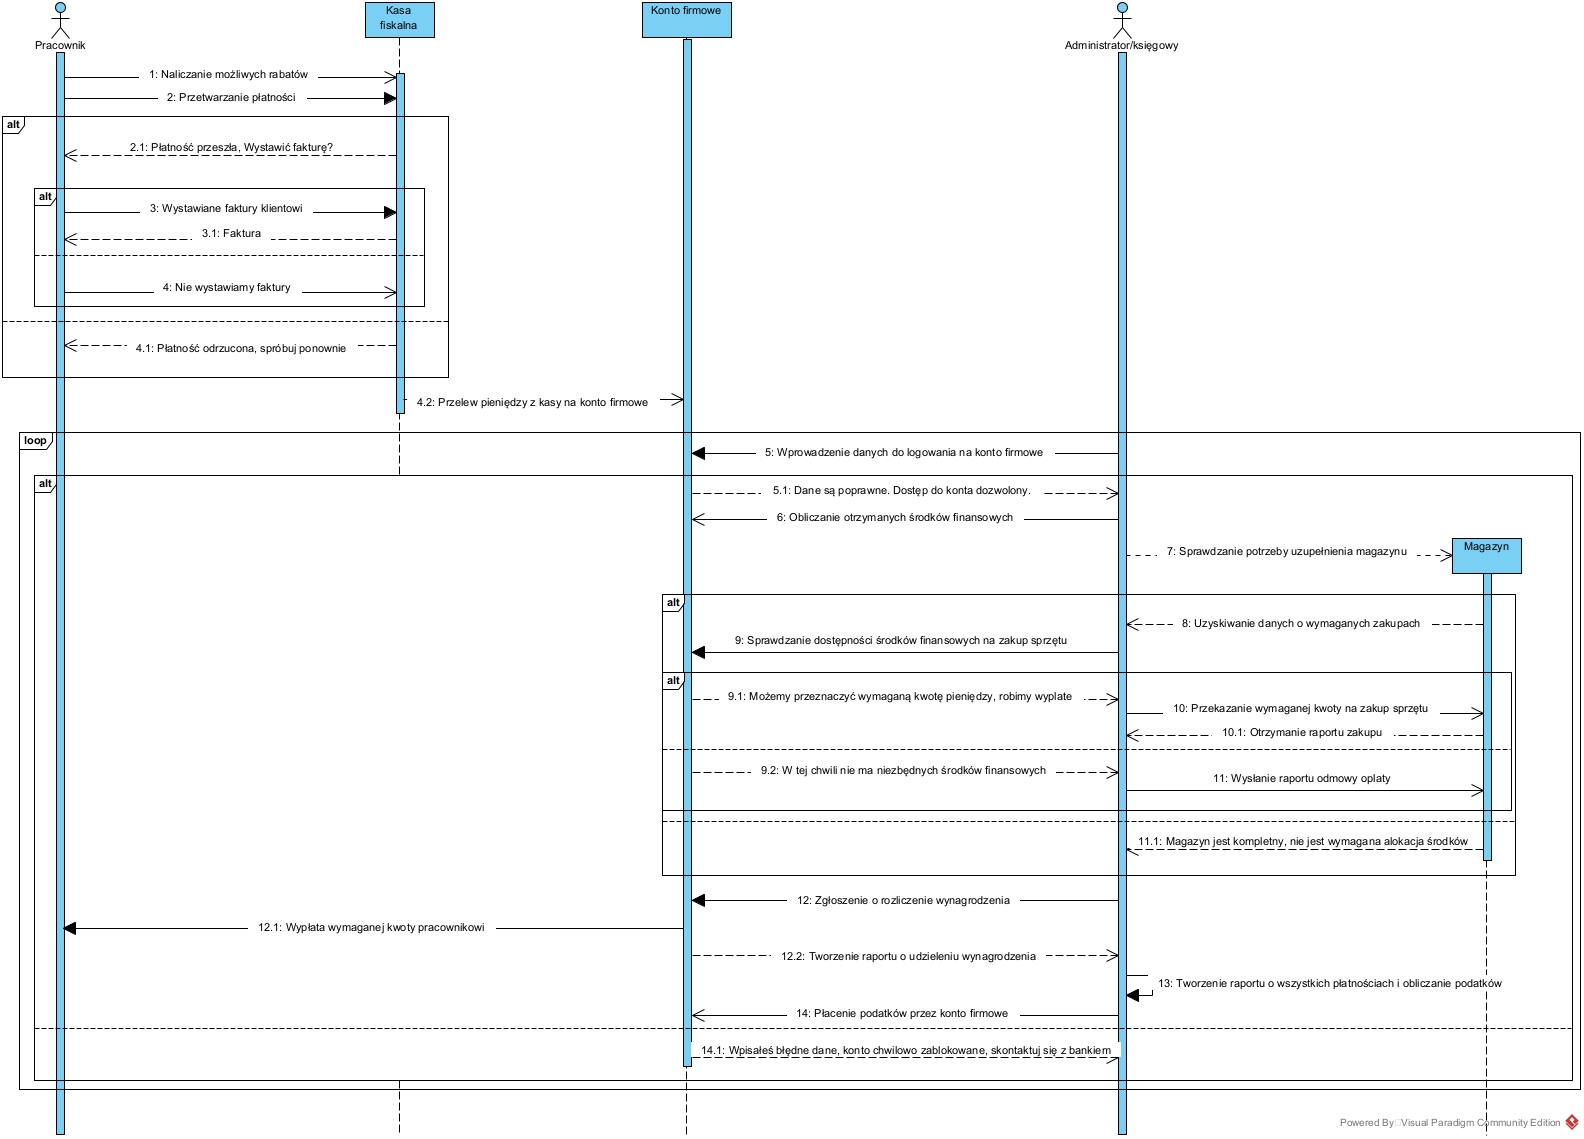 Kasa
fiskalna
Konto firmowe
Pracownik
Administrator/księgowy
1: Naliczanie możliwych rabatów
2: Przetwarzanie płatności
alt
2.1: Płatność przeszła, Wystawić fakturę?
alt
3: Wystawiane faktury klientowi
3.1: Faktura
4: Nie wystawiamy faktury
4.1: Płatność odrzucona, spróbuj ponownie
4.2: Przelew pieniędzy z kasy na konto firmowe
loop
5: Wprowadzenie danych do logowania na konto firmowe
alt
5.1: Dane są poprawne. Dostęp do konta dozwolony.
6: Obliczanie otrzymanych środków finansowych
Magazyn
7: Sprawdzanie potrzeby uzupełnienia magazynu
alt
8: Uzyskiwanie danych o wymaganych zakupach
9: Sprawdzanie dostępności środków finansowych na zakup sprzętu
alt
9.1: Możemy przeznaczyć wymaganą kwotę pieniędzy, robimy wyplate
10: Przekazanie wymaganej kwoty na zakup sprzętu
10.1: Otrzymanie raportu zakupu
9.2: W tej chwili nie ma niezbędnych środków finansowych
11: Wysłanie raportu odmowy oplaty
11.1: Magazyn jest kompletny, nie jest wymagana alokacja środków
12: Zgłoszenie o rozliczenie wynagrodzenia
12.1: Wypłata wymaganej kwoty pracownikowi
12.2: Tworzenie raportu o udzieleniu wynagrodzenia
13: Tworzenie raportu o wszystkich płatnościach i obliczanie podatków
14: Płacenie podatków przez konto firmowe
14.1: Wpisałeś błędne dane, konto chwilowo zablokowane, skontaktuj się z bankiem
Powered By Visual Paradigm Community Edition